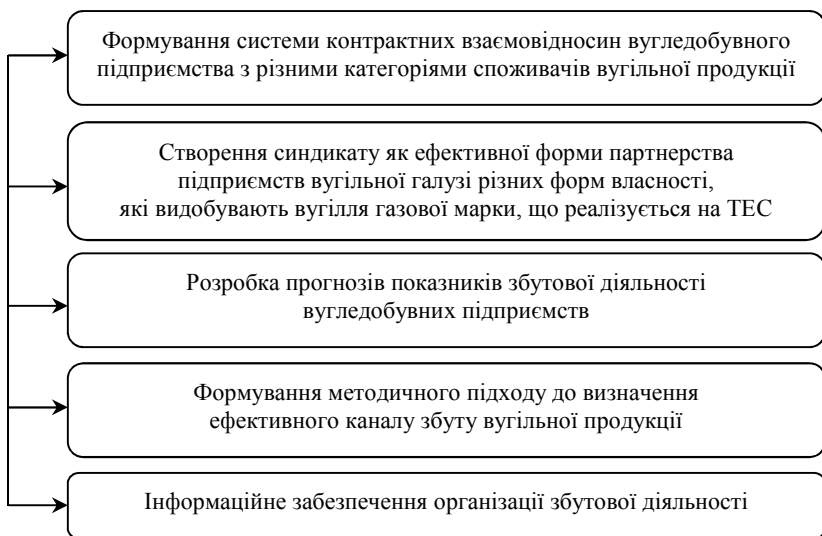 Формування системи контрактних взаємовідносин вугледобувного
підприємства з різними категоріями споживачів вугільної продукції
Створення синдикату як ефективної форми партнерства
підприємств вугільної галузі різних форм власності,
які видобувають вугілля газової марки, що реалізується на ТЕС
Розробка прогнозів показників збутової діяльності
вугледобувних підприємств
Формування методичного підходу до визначення
ефективного каналу збуту вугільної продукції
Інформаційне забезпечення організації збутової діяльності